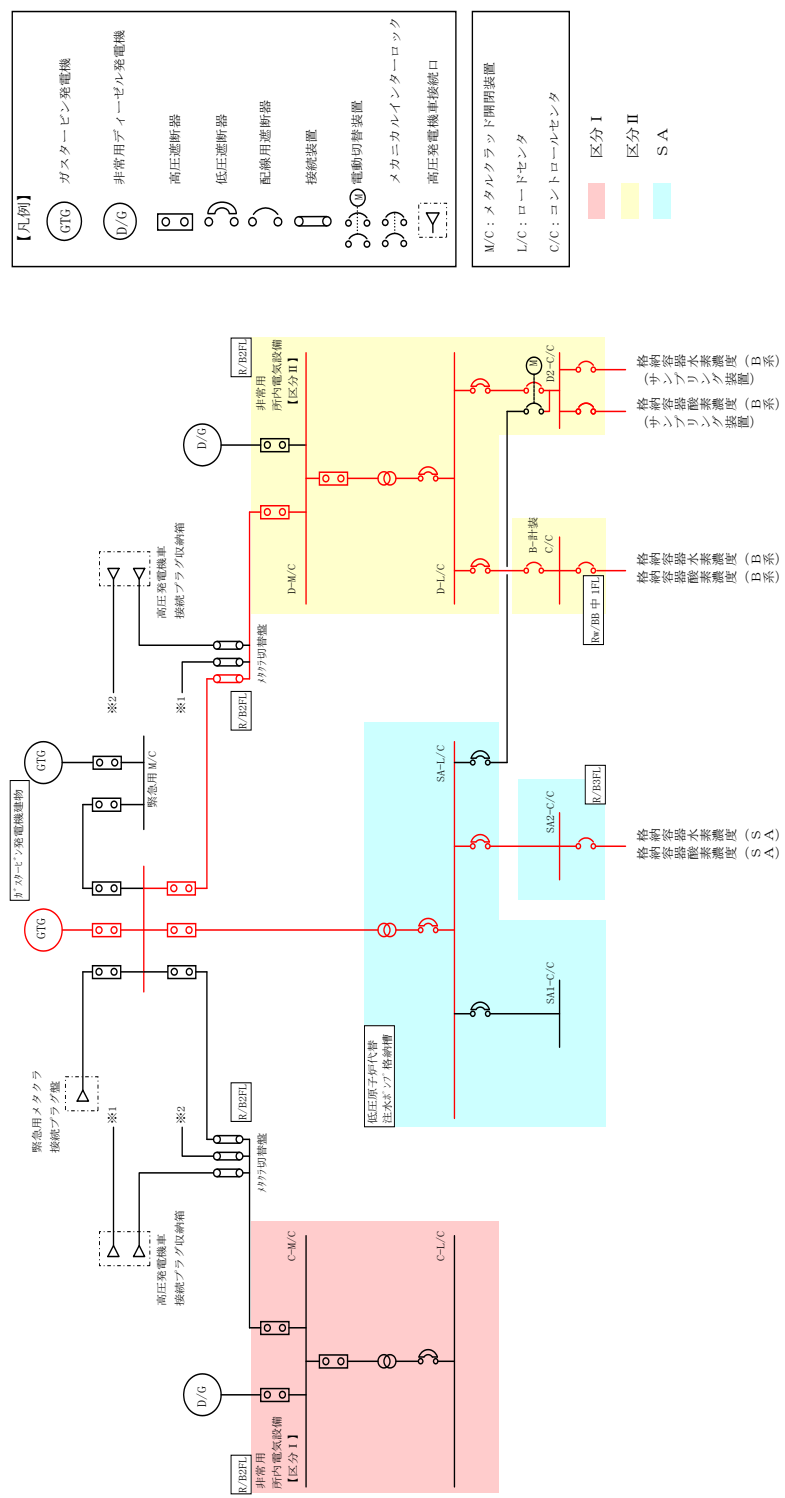 【凡例】
GTG
ガスタービン発電機
D/G
非常用ディーゼル発電機
高圧遮断器
低圧遮断器
配線用遮断器
接続装置
M
電動切替装置
メカニカルインターロック
高圧発電機車接続口
M/C：メタルクラッド開閉装置
L/C：ロードセンタ
C/C：コントロールセンタ
区分Ⅰ
区分Ⅱ
ＳＡ
緊急用メタクラ
接続プラグ盤
ｶﾞｽﾀｰﾋﾞﾝ発電機建物
GTG
GTG
緊急用 M/C
高圧発電機車
接続プラグ収納箱
※1
※2
ﾒﾀｸﾗ切替盤
R/B2FL
高圧発電機車
接続プラグ収納箱
※2
※1
ﾒﾀｸﾗ切替盤
R/B2FL
D/G
R/B2FL
非常用
所内電気設備
【区分Ⅰ】
C-M/C
C-L/C
低圧原子炉代替
注水ﾎﾟﾝﾌﾟ格納槽
SA-L/C
SA1-C/C
SA2-C/C
R/B3FL
格納容器水素濃度（ＳＡ）
格納容器酸素濃度（ＳＡ）
D/G
R/B2FL
非常用
所内電気設備
【区分Ⅱ】
D-M/C
D-L/C
B-計装
C/C
Rw/BB 中 1FL
格納容器水素濃度（Ｂ系）
格納容器酸素濃度（Ｂ系）
M
D2-C/C
格納容器酸素濃度（Ｂ系）
（サンプリング装置）
格納容器水素濃度（Ｂ系）
（サンプリング装置）